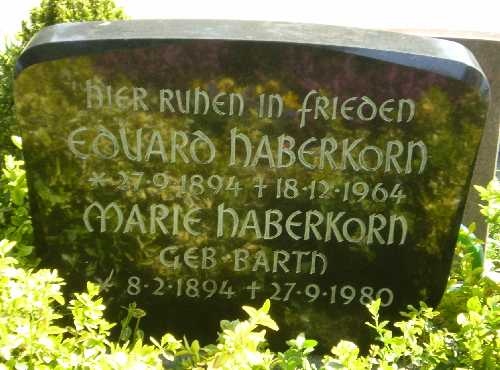 Hier ruhen in Frieden
Eduard Haberkorn
* 27·9·1894 + 18·12·1964
Marie Haberkorn
geb·Barth
* 8·2·1894 + 27·9·1980